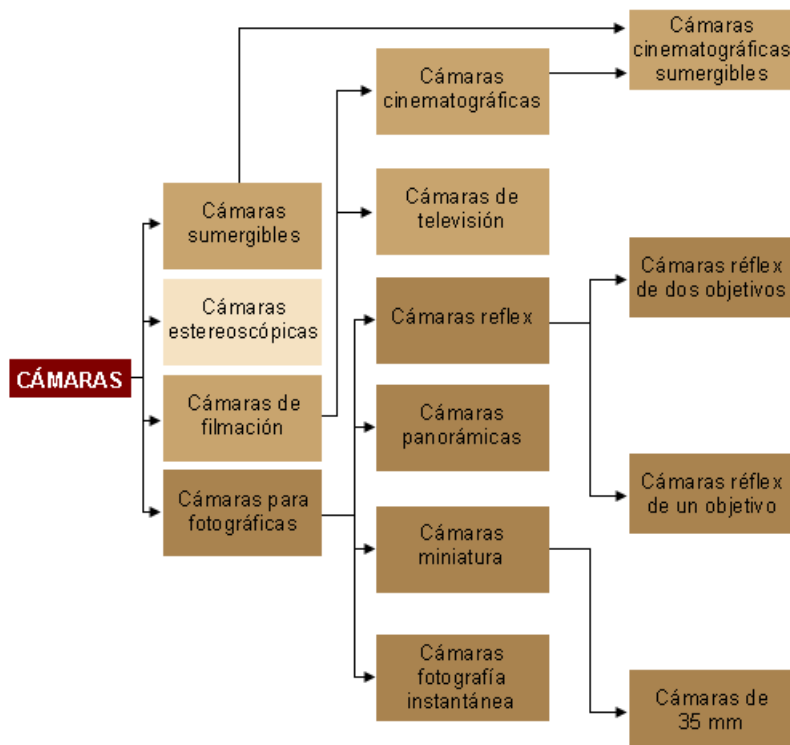 Cámaras
cinematográficas
sumergibles
Cámaras
cinematográficas
Cámaras
sumergibles
Cámaras de
televisión
Cámaras réflex
de dos objetivos
Cámaras
estereoscópicas
Cámaras reflex
CÁMARAS
Cámaras de
filmación
Cámaras
panorámicas
Cámaras para
fotográficas
Cámaras réflex
de un objetivo
Cámaras
miniatura
Cámaras
fotografía
instantánea
Cámaras de
35 mm